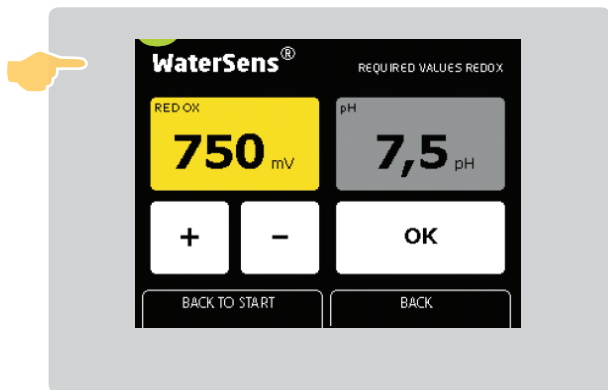 WaterSens®
REQUIRED VALUES REDOX
REDOX
750 mV
pH
7,5 pH
+
-
OK
BACK TO START
BACK